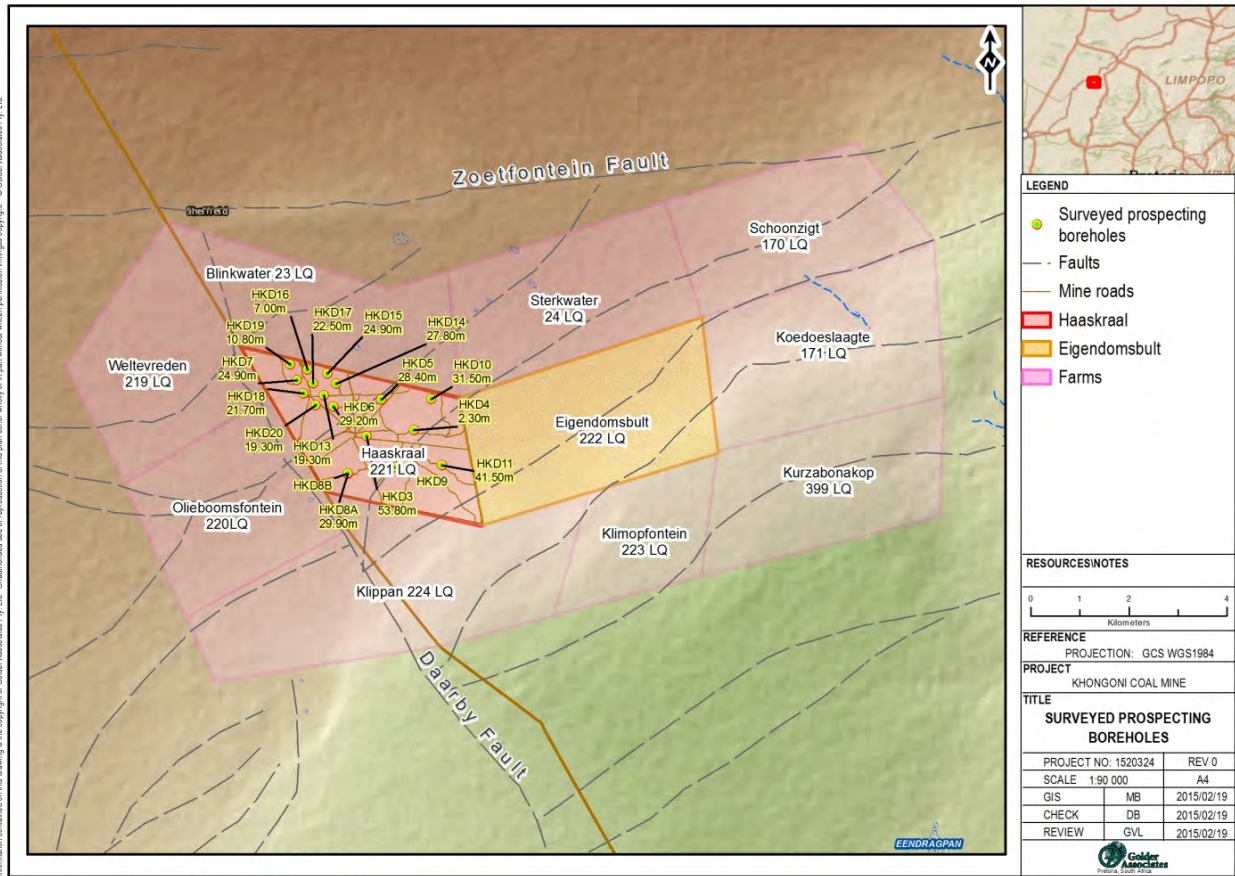 N
Zoetfontein Fault
Sheffield
Blinkwater 23 LQ
Schoonzigt
170 LQ
Sterkwater
24 LQ
Koedoeslaagte
171 LQ
Weltevreden
219 LQ
HKD16
7.00m
HKD17
22.50m
HKD15
24.90m
HKD14
27.80m
HKD19
10.80m
HKD7
24.90m
HKD5
28.40m
HKD10
31.50m
HKD18
21.70m
HKD6
29.20m
HKD4
2.30m
HKD20
19.30m
HKD13
19.30m
Haaskraal
221 LQ
HKD11
41.50m
HKD9
HKD8B
HKD8A
29.90m
HKD3
53.80m
Eigendomsbult
222 LQ
Kurzabonakop
399 LQ
Olieboomsfontein
220LQ
Klimopfontein
223 LQ
Klippan 224 LQ
Daarby Fault
EENDRAGPAN
LIMPOPO
LEGEND
Surveyed prospecting
boreholes
Faults
Mine roads
Haaskraal
Eigendomsbult
Farms
RESOURCES\NOTES
0 1 2 4
Kilometers
REFERENCE
PROJECTION: GCS WGS1984
PROJECT
KHONGONI COAL MINE
TITLE
SURVEYED PROSPECTING
BOREHOLES
PROJECT NO: 1520324 REV 0
SCALE 1:90 000 A4
GIS MB 2015/02/19
CHECK DB 2015/02/19
REVIEW GVL 2015/02/19
Golder
Associates
Pretoria, South Africa